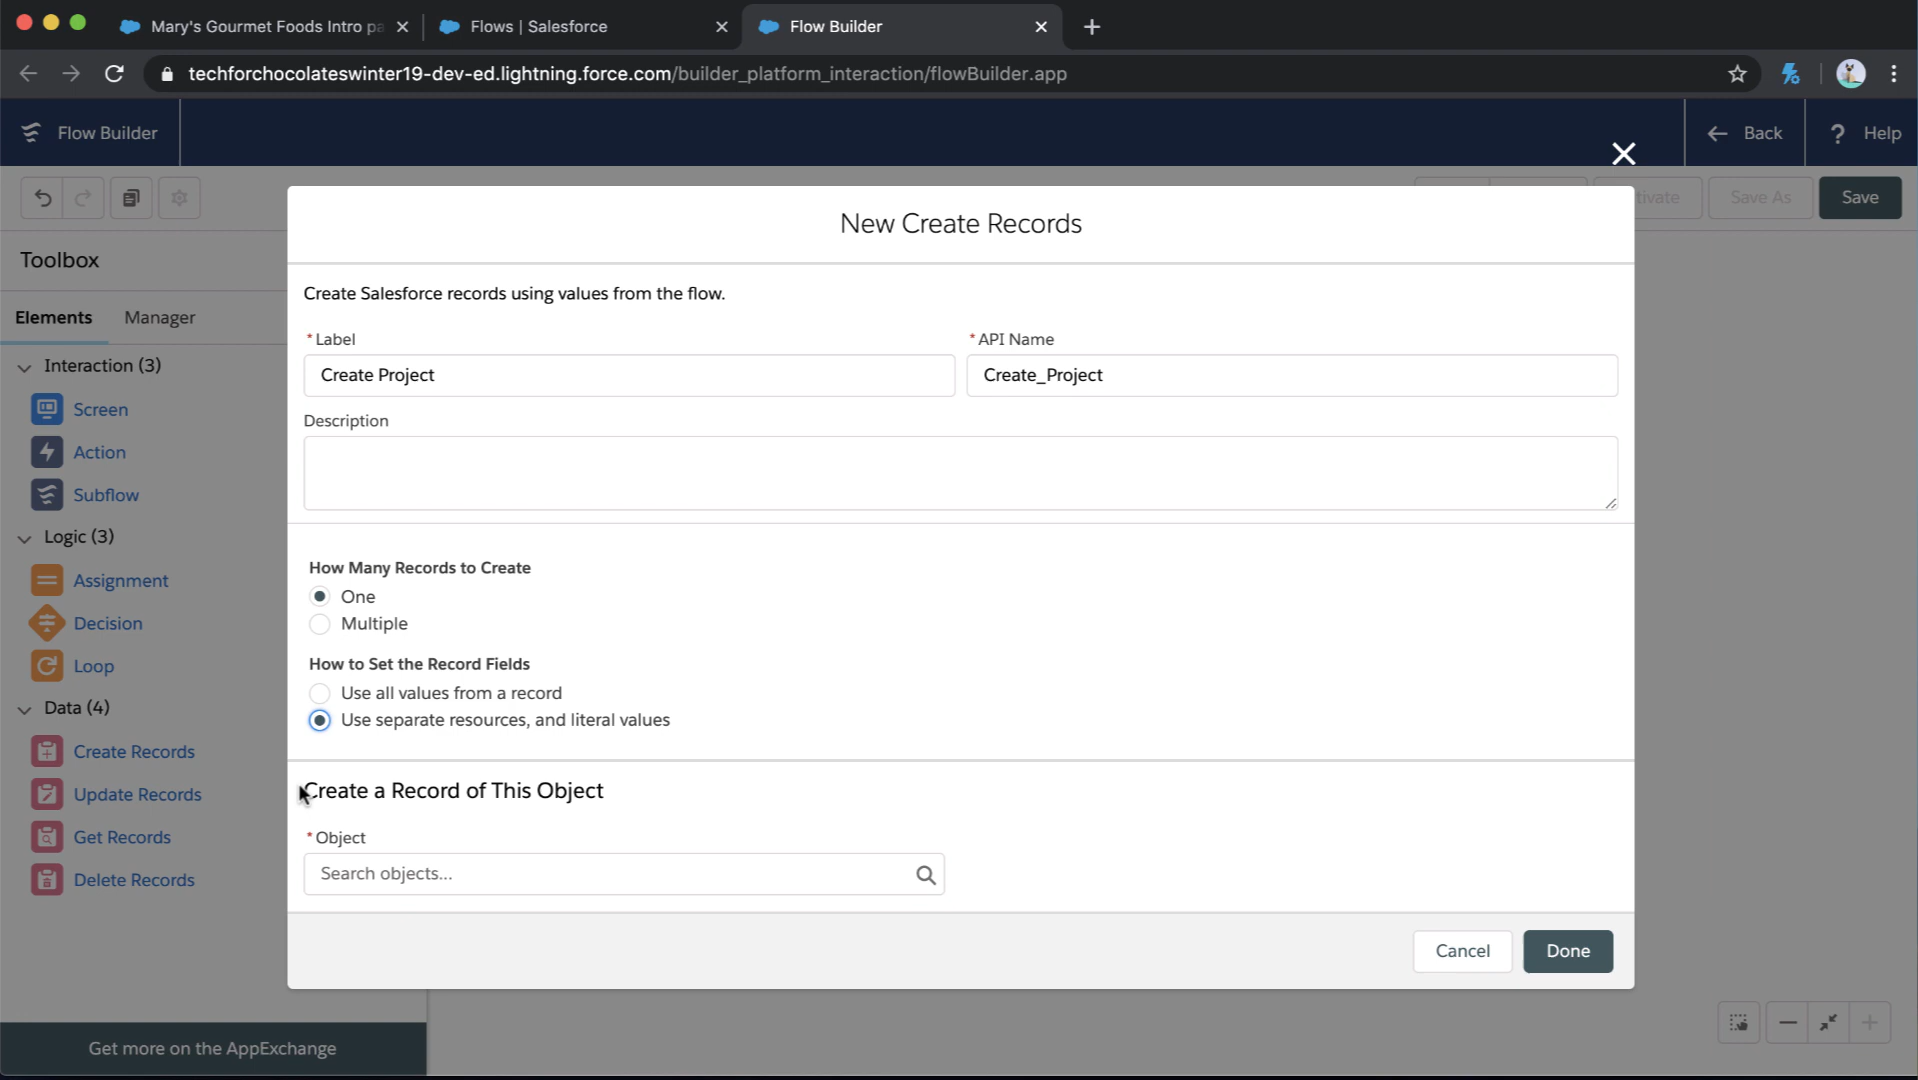 Mary's Gourmet Foods Intro pa
Flows | Salesforce
Flow Builder
techforchocolateswinter19-dev-ed.lightning.force.com/builder_platform_interaction/flowBuilder.app
Flow Builder
Back
? Help
Save As
Save
New Create Records
Toolbox
Elements
Manager
Create Salesforce records using values from the flow.
* Label
* API Name
Create Project
Create_Project
Description
Interaction (3)
Screen
Action
Subflow
Logic (3)
Assignment
Decision
Loop
Data (4)
Create Records
Update Records
Get Records
Delete Records
How Many Records to Create
One
Multiple
How to Set the Record Fields
Use all values from a record
Use separate resources, and literal values
Create a Record of This Object
* Object
Search objects...
Cancel
Done
Get more on the AppExchange